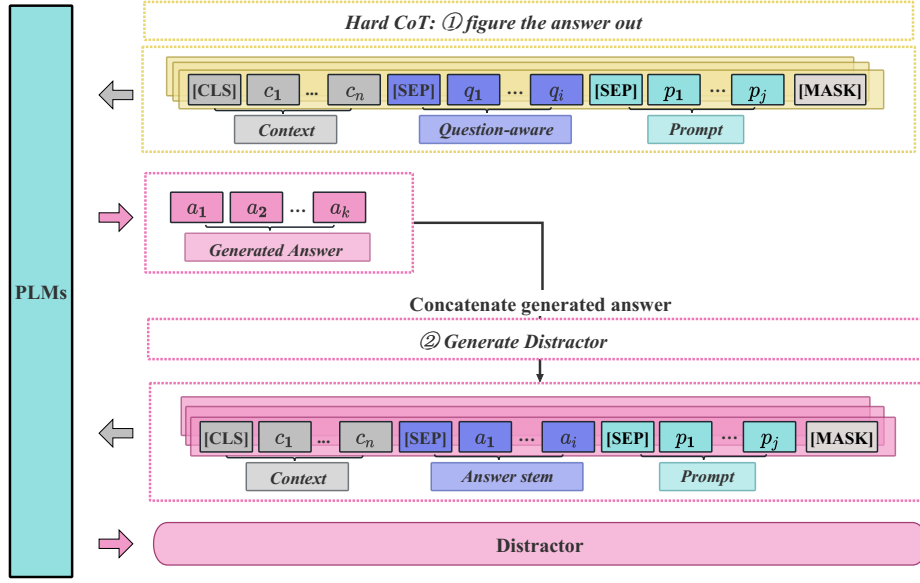 Hard CoT: ① figure the answer out
[CLS] c1 ... cn [SEP] q1 ... qi [SEP] p1 ... pj [MASK]
Context Question-aware Prompt
a1 a2 ... ak
Generated Answer
PLMs
Concatenate generated answer
② Generate Distractor
[CLS] c1 ... cn [SEP] a1 ... ai [SEP] p1 ... pj [MASK]
Context Answer stem Prompt
Distractor